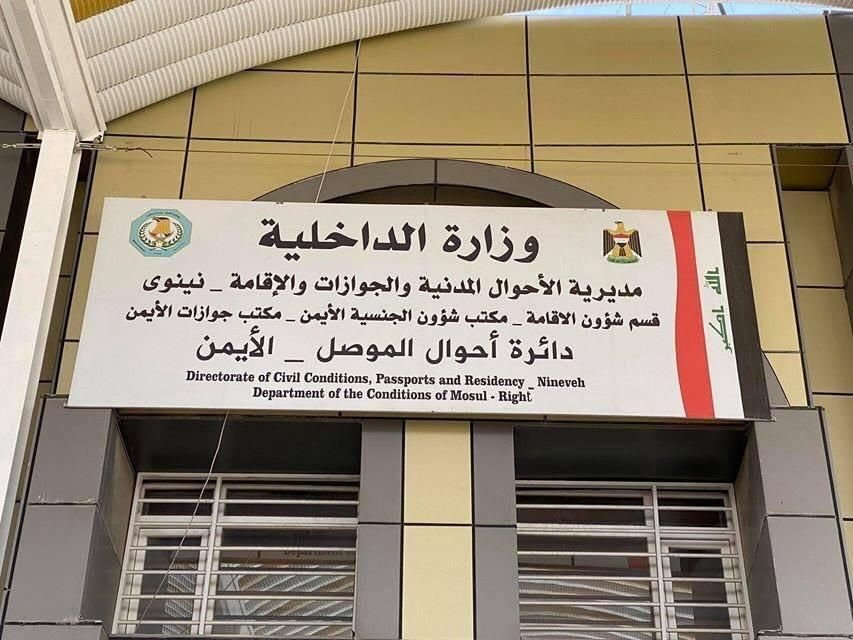 وزارة الداخلية
مديرية الأحوال المدنية والجوازات والإقامة _ نينوى
قسم شؤون الاقامة _ مكتب شؤون الجنسية الأيمن _ مكتب جوازات الأيمن
دائرة أحوال الموصل _ الأيمن
Directorate of Civil Conditions, Passports and Residency _ Nineveh
Department of the Conditions of Mosul - Right
الله اكبر